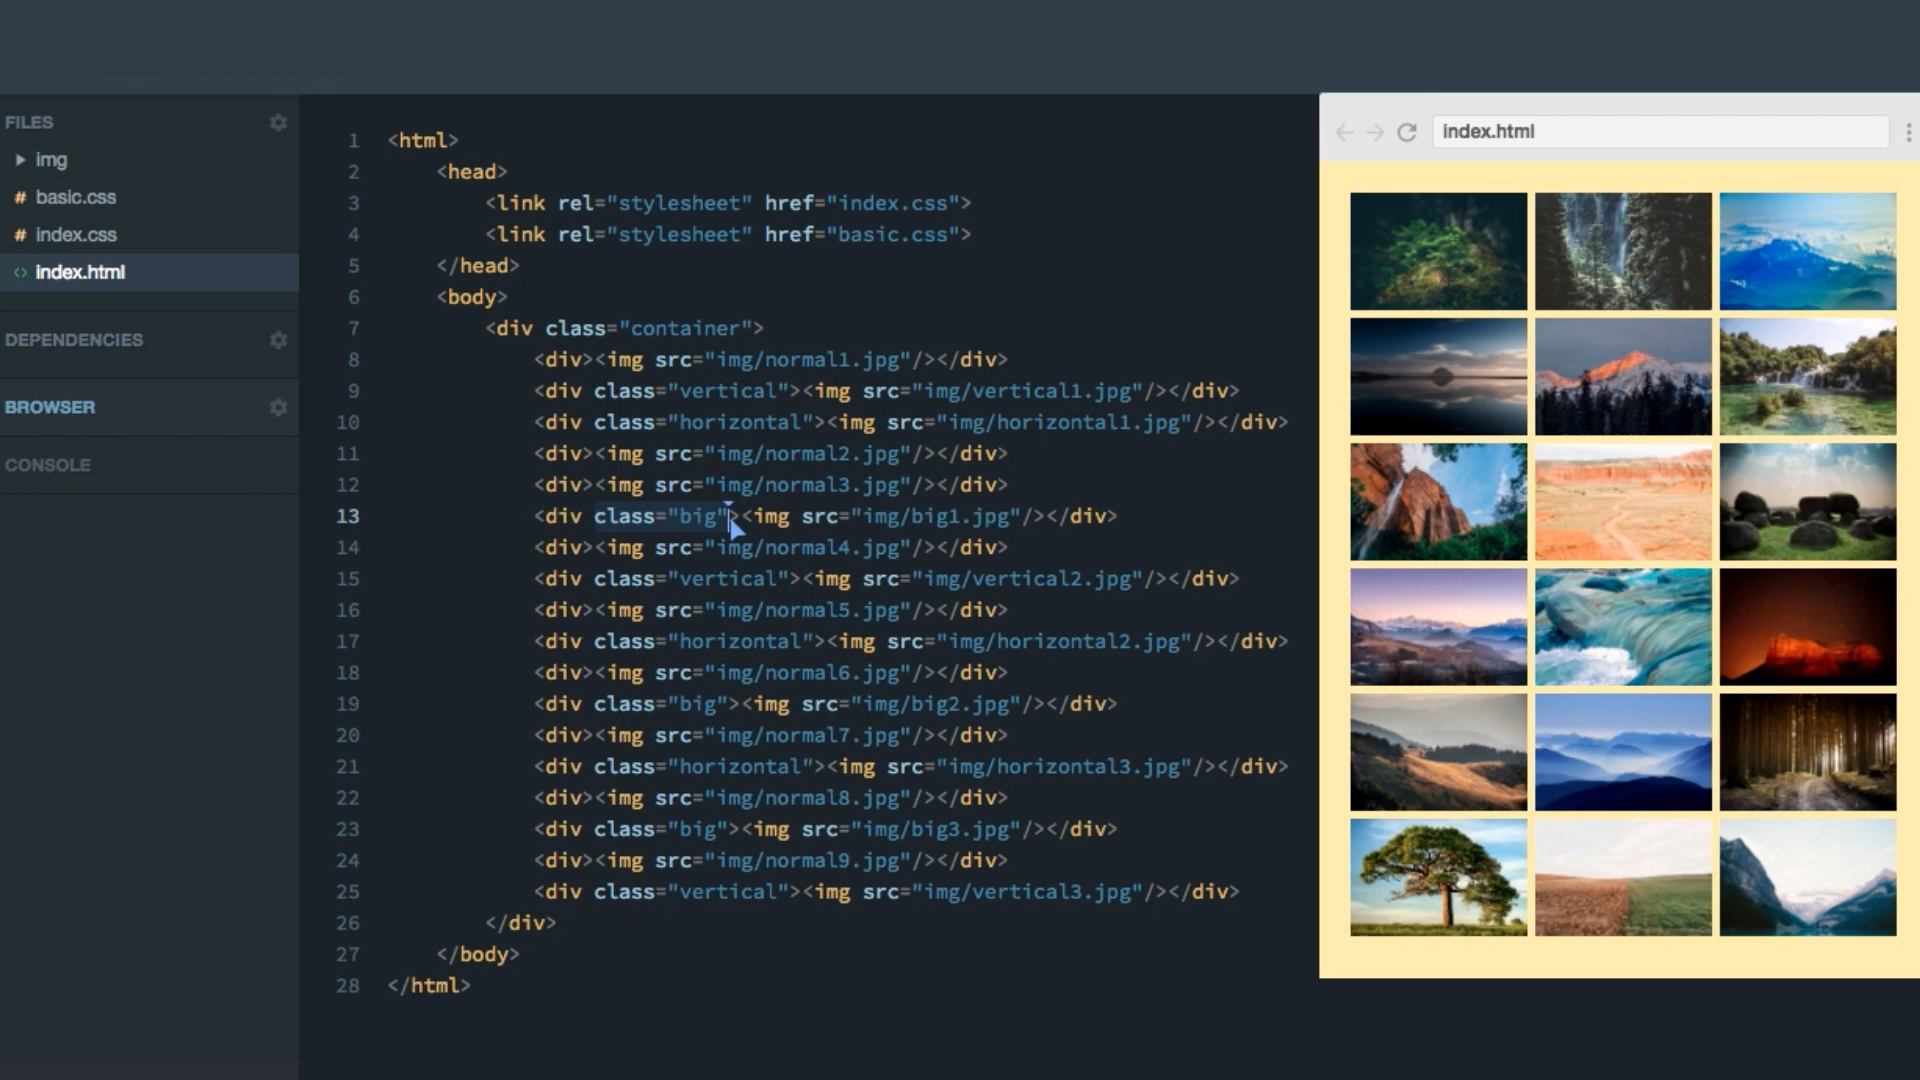 FILES
img
# basic.css
# index.css
<> index.html
DEPENDENCIES
BROWSER
CONSOLE
1 <html>
2 <head>
3 <link rel="stylesheet" href="index.css">
4 <link rel="stylesheet" href="basic.css">
5 </head>
6 <body>
7 <div class="container">
8 <div><img src="img/normal1.jpg"/></div>
9 <div class="vertical"><img src="img/vertical1.jpg"/></div>
10 <div class="horizontal"><img src="img/horizontal1.jpg"/></div>
11 <div><img src="img/normal2.jpg"/></div>
12 <div><img src="img/normal3.jpg"/></div>
13 <div class="big"><img src="img/big1.jpg"/></div>
14 <div><img src="img/normal4.jpg"/></div>
15 <div class="vertical"><img src="img/vertical2.jpg"/></div>
16 <div><img src="img/normal5.jpg"/></div>
17 <div class="horizontal"><img src="img/horizontal2.jpg"/></div>
18 <div><img src="img/normal6.jpg"/></div>
19 <div class="big"><img src="img/big2.jpg"/></div>
20 <div><img src="img/normal7.jpg"/></div>
21 <div class="horizontal"><img src="img/horizontal3.jpg"/></div>
22 <div><img src="img/normal8.jpg"/></div>
23 <div class="big"><img src="img/big3.jpg"/></div>
24 <div><img src="img/normal9.jpg"/></div>
25 <div class="vertical"><img src="img/vertical3.jpg"/></div>
26 </div>
27 </body>
28 </html>
index.html